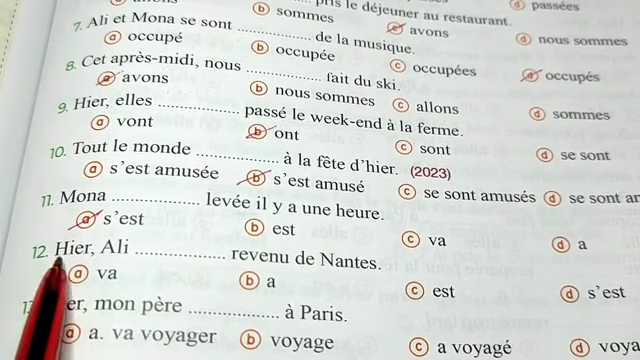 pris le déjeuner au restaurant.
ⓑ sommes ⓒ avons ⓓ passées
7. Ali et Mona se sont .................. de la musique. ⓓ nous sommes
ⓐ occupé ⓑ occupée ⓒ occupées ⓓ occupés
8. Cet après-midi, nous .................. fait du ski.
ⓐ avons ⓑ nous sommes ⓒ allons ⓓ sommes
9. Hier, elles .................. passé le week-end à la ferme.
ⓐ vont ⓑ ont ⓒ sont ⓓ se sont
10. Tout le monde .................. à la fête d'hier. (2023)
ⓐ s'est amusée ⓑ s'est amusé ⓒ se sont amusés ⓓ se sont
11. Mona .................. levée il y a une heure.
ⓐ s'est ⓑ est ⓒ va ⓓ a
12. Hier, Ali .................. revenu de Nantes.
ⓐ va ⓑ a ⓒ est ⓓ s'est
er, mon père .................. à Paris.
ⓐ a. va voyager ⓑ voyage ⓒ a voyagé ⓓ voya